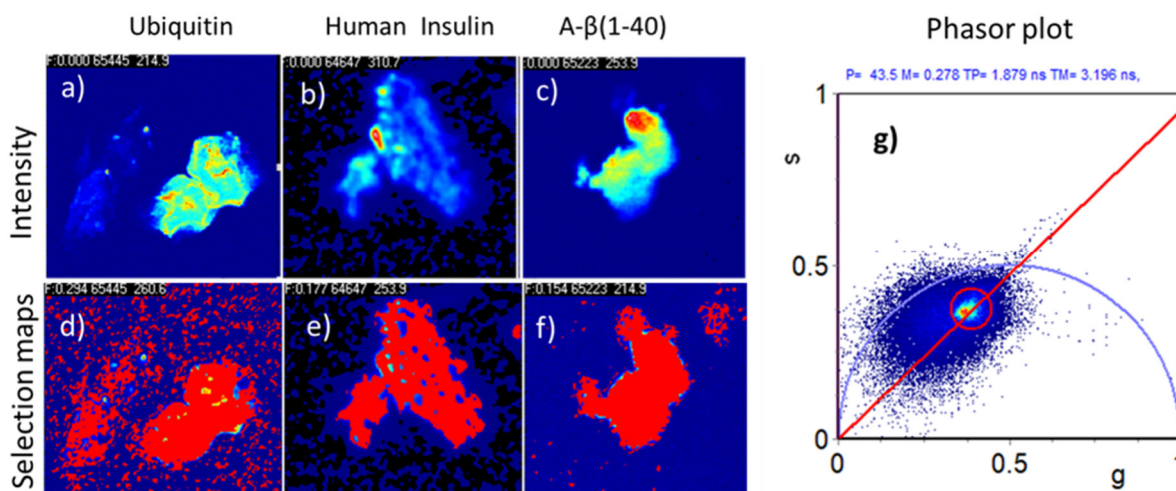 Ubiquitin Human Insulin A-β(1-40) Phasor plot
F:0.000 65445 214.9
F:0.000 64647 310.7
F:0.000 65223 253.9
a)
b)
c)
Intensity
F:0.294 65445 260.6
F:0.177 64647 253.9
F:0.154 65223 214.9
d)
e)
f)
Selection maps
P= 43.5 M= 0.278 TP= 1.879 ns TM= 3.196 ns,
1
s
g)
0.5
0
0
0.5
1
g